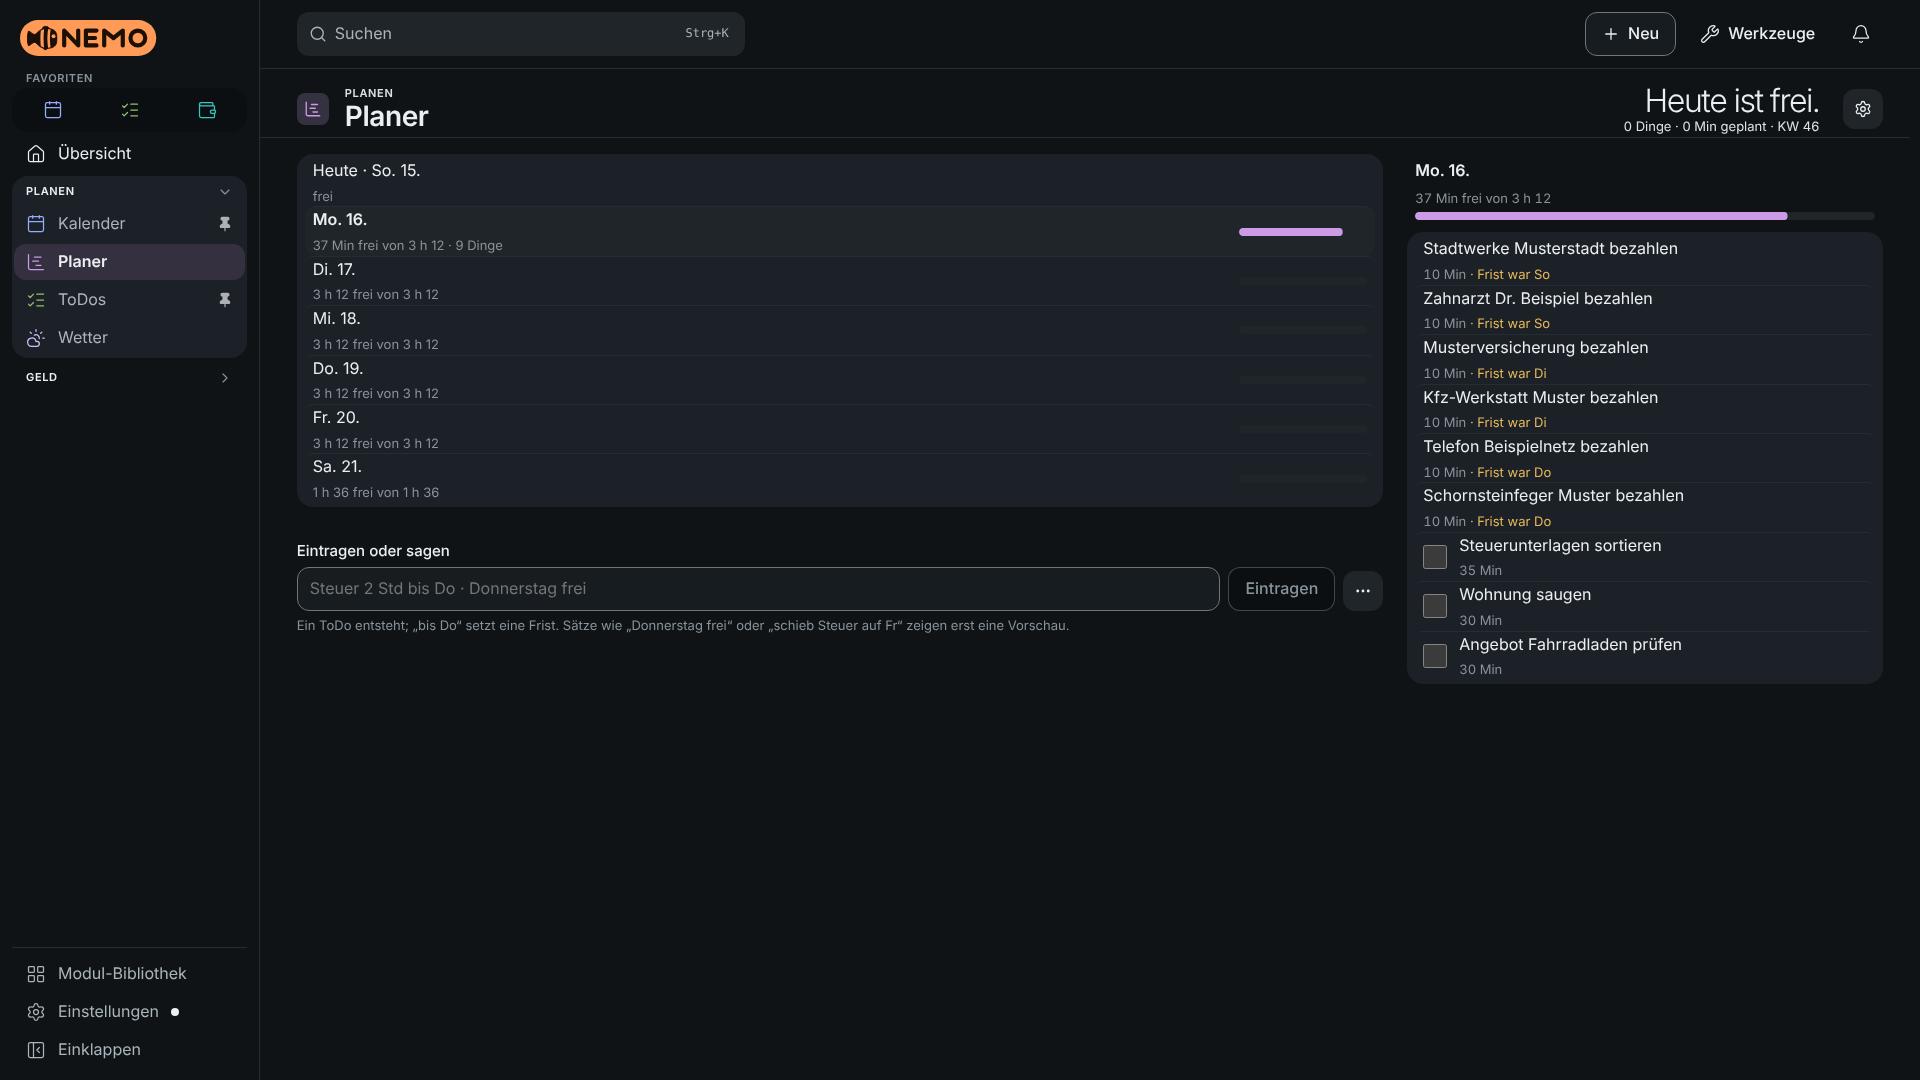 NEMO
FAVORITEN
Übersicht
PLANEN
Kalender
Planer
ToDos
Wetter
GELD
Modul-Bibliothek
Einstellungen
Einklappen
Suchen
Strg+K
Neu
Werkzeuge
PLANEN
Planer
Heute ist frei.
0 Dinge · 0 Min geplant · KW 46
Heute · So. 15.
frei
Mo. 16.
37 Min frei von 3 h 12 · 9 Dinge
Di. 17.
3 h 12 frei von 3 h 12
Mi. 18.
3 h 12 frei von 3 h 12
Do. 19.
3 h 12 frei von 3 h 12
Fr. 20.
3 h 12 frei von 3 h 12
Sa. 21.
1 h 36 frei von 1 h 36
Eintragen oder sagen
Steuer 2 Std bis Do · Donnerstag frei
Eintragen
Ein ToDo entsteht; „bis Do“ setzt eine Frist. Sätze wie „Donnerstag frei“ oder „schieb Steuer auf Fr“ zeigen erst eine Vorschau.
Mo. 16.
37 Min frei von 3 h 12
Stadtwerke Musterstadt bezahlen
10 Min · Frist war So
Zahnarzt Dr. Beispiel bezahlen
10 Min · Frist war So
Musterversicherung bezahlen
10 Min · Frist war Di
Kfz-Werkstatt Muster bezahlen
10 Min · Frist war Di
Telefon Beispielnetz bezahlen
10 Min · Frist war Do
Schornsteinfeger Muster bezahlen
10 Min · Frist war Do
Steuerunterlagen sortieren
35 Min
Wohnung saugen
30 Min
Angebot Fahrradladen prüfen
30 Min